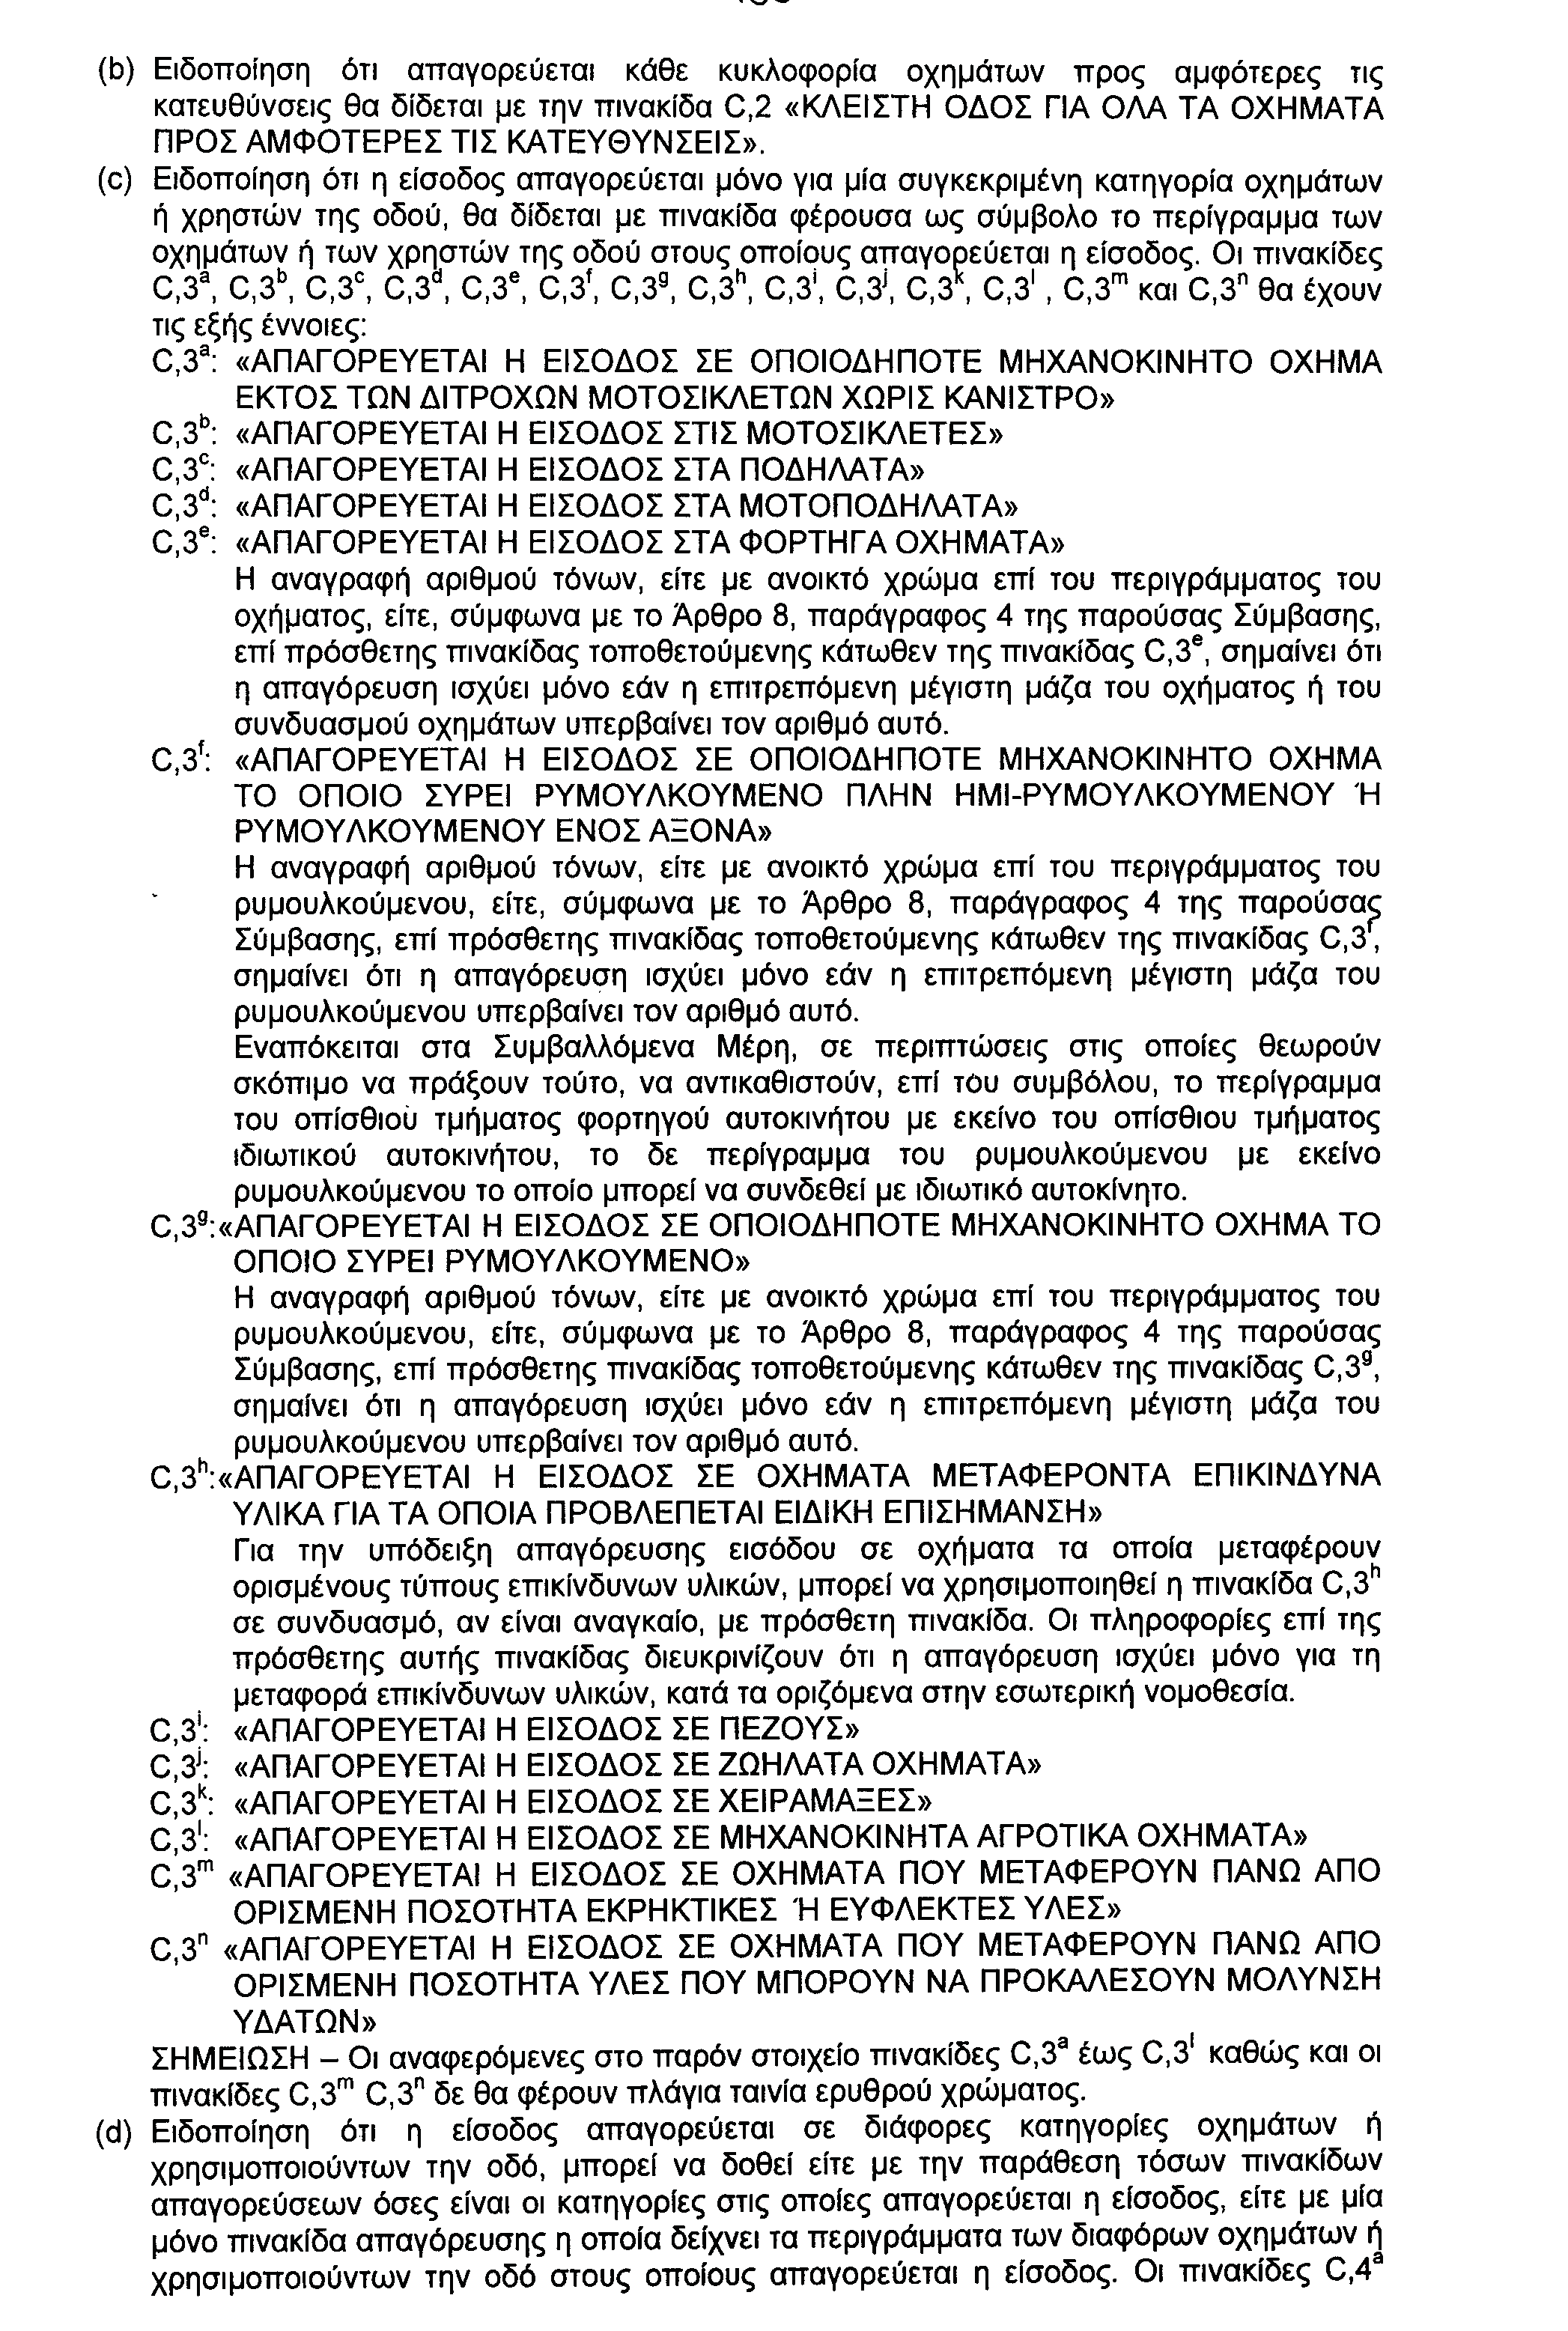 (b) Ειδοποίηση ότι απαγορεύεται κάθε κυκλοφορία οχημάτων προς αμφότερες τις
κατευθύνσεις θα δίδεται με την πινακίδα C,2 «ΚΛΕΙΣΤΗ ΟΔΟΣ ΓΙΑ ΟΛΑ ΤΑ ΟΧΗΜΑΤΑ
ΠΡΟΣ ΑΜΦΟΤΕΡΕΣ ΤΙΣ ΚΑΤΕΥΘΥΝΣΕΙΣ».
(c) Ειδοποίηση ότι η είσοδος απαγορεύεται μόνο για μία συγκεκριμένη κατηγορία οχημάτων
ή χρηστών της οδού, θα δίδεται με πινακίδα φέρουσα ως σύμβολο το περίγραμμα των
οχημάτων ή των χρηστών της οδού στους οποίους απαγορεύεται η είσοδος. Οι πινακίδες
C,3ᵃ, C,3ᵇ, C,3ᶜ, C,3ᵈ, C,3ᵉ, C,3ᶠ, C,3ᵍ, C,3ʰ, C,3ⁱ, C,3ʲ, C,3ᵏ, C,3ˡ , C,3ᵐ και C,3ⁿ θα έχουν
τις εξής έννοιες:
C,3ᵃ: «ΑΠΑΓΟΡΕΥΕΤΑΙ Η ΕΙΣΟΔΟΣ ΣΕ ΟΠΟΙΟΔΗΠΟΤΕ ΜΗΧΑΝΟΚΙΝΗΤΟ ΟΧΗΜΑ
ΕΚΤΟΣ ΤΩΝ ΔΙΤΡΟΧΩΝ ΜΟΤΟΣΙΚΛΕΤΩΝ ΧΩΡΙΣ ΚΑΝΙΣΤΡΟ»
C,3ᵇ: «ΑΠΑΓΟΡΕΥΕΤΑΙ Η ΕΙΣΟΔΟΣ ΣΤΙΣ ΜΟΤΟΣΙΚΛΕΤΕΣ»
C,3ᶜ: «ΑΠΑΓΟΡΕΥΕΤΑΙ Η ΕΙΣΟΔΟΣ ΣΤΑ ΠΟΔΗΛΑΤΑ»
C,3ᵈ: «ΑΠΑΓΟΡΕΥΕΤΑΙ Η ΕΙΣΟΔΟΣ ΣΤΑ ΜΟΤΟΠΟΔΗΛΑΤΑ»
C,3ᵉ: «ΑΠΑΓΟΡΕΥΕΤΑΙ Η ΕΙΣΟΔΟΣ ΣΤΑ ΦΟΡΤΗΓΑ ΟΧΗΜΑΤΑ»
Η αναγραφή αριθμού τόνων, είτε με ανοικτό χρώμα επί του περιγράμματος του
οχήματος, είτε, σύμφωνα με το Άρθρο 8, παράγραφος 4 της παρούσας Σύμβασης,
επί πρόσθετης πινακίδας τοποθετούμενης κάτωθεν της πινακίδας C,3ᵉ, σημαίνει ότι
η απαγόρευση ισχύει μόνο εάν η επιτρεπόμενη μέγιστη μάζα του οχήματος ή του
συνδυασμού οχημάτων υπερβαίνει τον αριθμό αυτό.
C,3ᶠ: «ΑΠΑΓΟΡΕΥΕΤΑΙ Η ΕΙΣΟΔΟΣ ΣΕ ΟΠΟΙΟΔΗΠΟΤΕ ΜΗΧΑΝΟΚΙΝΗΤΟ ΟΧΗΜΑ
ΤΟ ΟΠΟΙΟ ΣΥΡΕΙ ΡΥΜΟΥΛΚΟΥΜΕΝΟ ΠΛΗΝ ΗΜΙ-ΡΥΜΟΥΛΚΟΥΜΕΝΟΥ Ή
ΡΥΜΟΥΛΚΟΥΜΕΝΟΥ ΕΝΟΣ ΑΞΟΝΑ»
Η αναγραφή αριθμού τόνων, είτε με ανοικτό χρώμα επί του περιγράμματος του
ρυμουλκούμενου, είτε, σύμφωνα με το Άρθρο 8, παράγραφος 4 της παρούσας
Σύμβασης, επί πρόσθετης πινακίδας τοποθετούμενης κάτωθεν της πινακίδας C,3ᶠ,
σημαίνει ότι η απαγόρευση ισχύει μόνο εάν η επιτρεπόμενη μέγιστη μάζα του
ρυμουλκούμενου υπερβαίνει τον αριθμό αυτό.
Εναπόκειται στα Συμβαλλόμενα Μέρη, σε περιπτώσεις στις οποίες θεωρούν
σκόπιμο να πράξουν τούτο, να αντικαθιστούν, επί του συμβόλου, το περίγραμμα
του οπίσθιού τμήματος φορτηγού αυτοκινήτου με εκείνο του οπίσθιου τμήματος
ιδιωτικού αυτοκινήτου, το δε περίγραμμα του ρυμουλκούμενου με εκείνο
ρυμουλκούμενου το οποίο μπορεί να συνδεθεί με ιδιωτικό αυτοκίνητο.
C,3ᵍ:«ΑΠΑΓΟΡΕΥΕΤΑΙ Η ΕΙΣΟΔΟΣ ΣΕ ΟΠΟΙΟΔΗΠΟΤΕ ΜΗΧΑΝΟΚΙΝΗΤΟ ΟΧΗΜΑ ΤΟ
ΟΠΟΙΟ ΣΥΡΕΙ ΡΥΜΟΥΛΚΟΥΜΕΝΟ»
Η αναγραφή αριθμού τόνων, είτε με ανοικτό χρώμα επί του περιγράμματος του
ρυμουλκούμενου, είτε, σύμφωνα με το Άρθρο 8, παράγραφος 4 της παρούσας
Σύμβασης, επί πρόσθετης πινακίδας τοποθετούμενης κάτωθεν της πινακίδας C,3ᵍ,
σημαίνει ότι η απαγόρευση ισχύει μόνο εάν η επιτρεπόμενη μέγιστη μάζα του
ρυμουλκούμενου υπερβαίνει τον αριθμό αυτό.
C,3ʰ:«ΑΠΑΓΟΡΕΥΕΤΑΙ Η ΕΙΣΟΔΟΣ ΣΕ ΟΧΗΜΑΤΑ ΜΕΤΑΦΕΡΟΝΤΑ ΕΠΙΚΙΝΔΥΝΑ
ΥΛΙΚΑ ΓΙΑ ΤΑ ΟΠΟΙΑ ΠΡΟΒΛΕΠΕΤΑΙ ΕΙΔΙΚΗ ΕΠΙΣΗΜΑΝΣΗ»
Για την υπόδειξη απαγόρευσης εισόδου σε οχήματα τα οποία μεταφέρουν
ορισμένους τύπους επικίνδυνων υλικών, μπορεί να χρησιμοποιηθεί η πινακίδα C,3ʰ
σε συνδυασμό, αν είναι αναγκαίο, με πρόσθετη πινακίδα. Οι πληροφορίες επί της
πρόσθετης αυτής πινακίδας διευκρινίζουν ότι η απαγόρευση ισχύει μόνο για τη
μεταφορά επικίνδυνων υλικών, κατά τα οριζόμενα στην εσωτερική νομοθεσία.
C,3ⁱ: «ΑΠΑΓΟΡΕΥΕΤΑΙ Η ΕΙΣΟΔΟΣ ΣΕ ΠΕΖΟΥΣ»
C,3ʲ: «ΑΠΑΓΟΡΕΥΕΤΑΙ Η ΕΙΣΟΔΟΣ ΣΕ ΖΩΗΛΑΤΑ ΟΧΗΜΑΤΑ»
C,3ᵏ: «ΑΠΑΓΟΡΕΥΕΤΑΙ Η ΕΙΣΟΔΟΣ ΣΕ ΧΕΙΡΑΜΑΞΕΣ»
C,3ˡ: «ΑΠΑΓΟΡΕΥΕΤΑΙ Η ΕΙΣΟΔΟΣ ΣΕ ΜΗΧΑΝΟΚΙΝΗΤΑ ΑΓΡΟΤΙΚΑ ΟΧΗΜΑΤΑ»
C,3ᵐ «ΑΠΑΓΟΡΕΥΕΤΑΙ Η ΕΙΣΟΔΟΣ ΣΕ ΟΧΗΜΑΤΑ ΠΟΥ ΜΕΤΑΦΕΡΟΥΝ ΠΑΝΩ ΑΠΟ
ΟΡΙΣΜΕΝΗ ΠΟΣΟΤΗΤΑ ΕΚΡΗΚΤΙΚΕΣ Ή ΕΥΦΛΕΚΤΕΣ ΥΛΕΣ»
C,3ⁿ «ΑΠΑΓΟΡΕΥΕΤΑΙ Η ΕΙΣΟΔΟΣ ΣΕ ΟΧΗΜΑΤΑ ΠΟΥ ΜΕΤΑΦΕΡΟΥΝ ΠΑΝΩ ΑΠΟ
ΟΡΙΣΜΕΝΗ ΠΟΣΟΤΗΤΑ ΥΛΕΣ ΠΟΥ ΜΠΟΡΟΥΝ ΝΑ ΠΡΟΚΑΛΕΣΟΥΝ ΜΟΛΥΝΣΗ
ΥΔΑΤΩΝ»
ΣΗΜΕΙΩΣΗ – Οι αναφερόμενες στο παρόν στοιχείο πινακίδες C,3ᵃ έως C,3ˡ καθώς και οι
πινακίδες C,3ᵐ C,3ⁿ δε θα φέρουν πλάγια ταινία ερυθρού χρώματος.
(d) Ειδοποίηση ότι η είσοδος απαγορεύεται σε διάφορες κατηγορίες οχημάτων ή
χρησιμοποιούντων την οδό, μπορεί να δοθεί είτε με την παράθεση τόσων πινακίδων
απαγορεύσεων όσες είναι οι κατηγορίες στις οποίες απαγορεύεται η είσοδος, είτε με μία
μόνο πινακίδα απαγόρευσης η οποία δείχνει τα περιγράμματα των διαφόρων οχημάτων ή
χρησιμοποιούντων την οδό στους οποίους απαγορεύεται η είσοδος. Οι πινακίδες C,4ᵃ